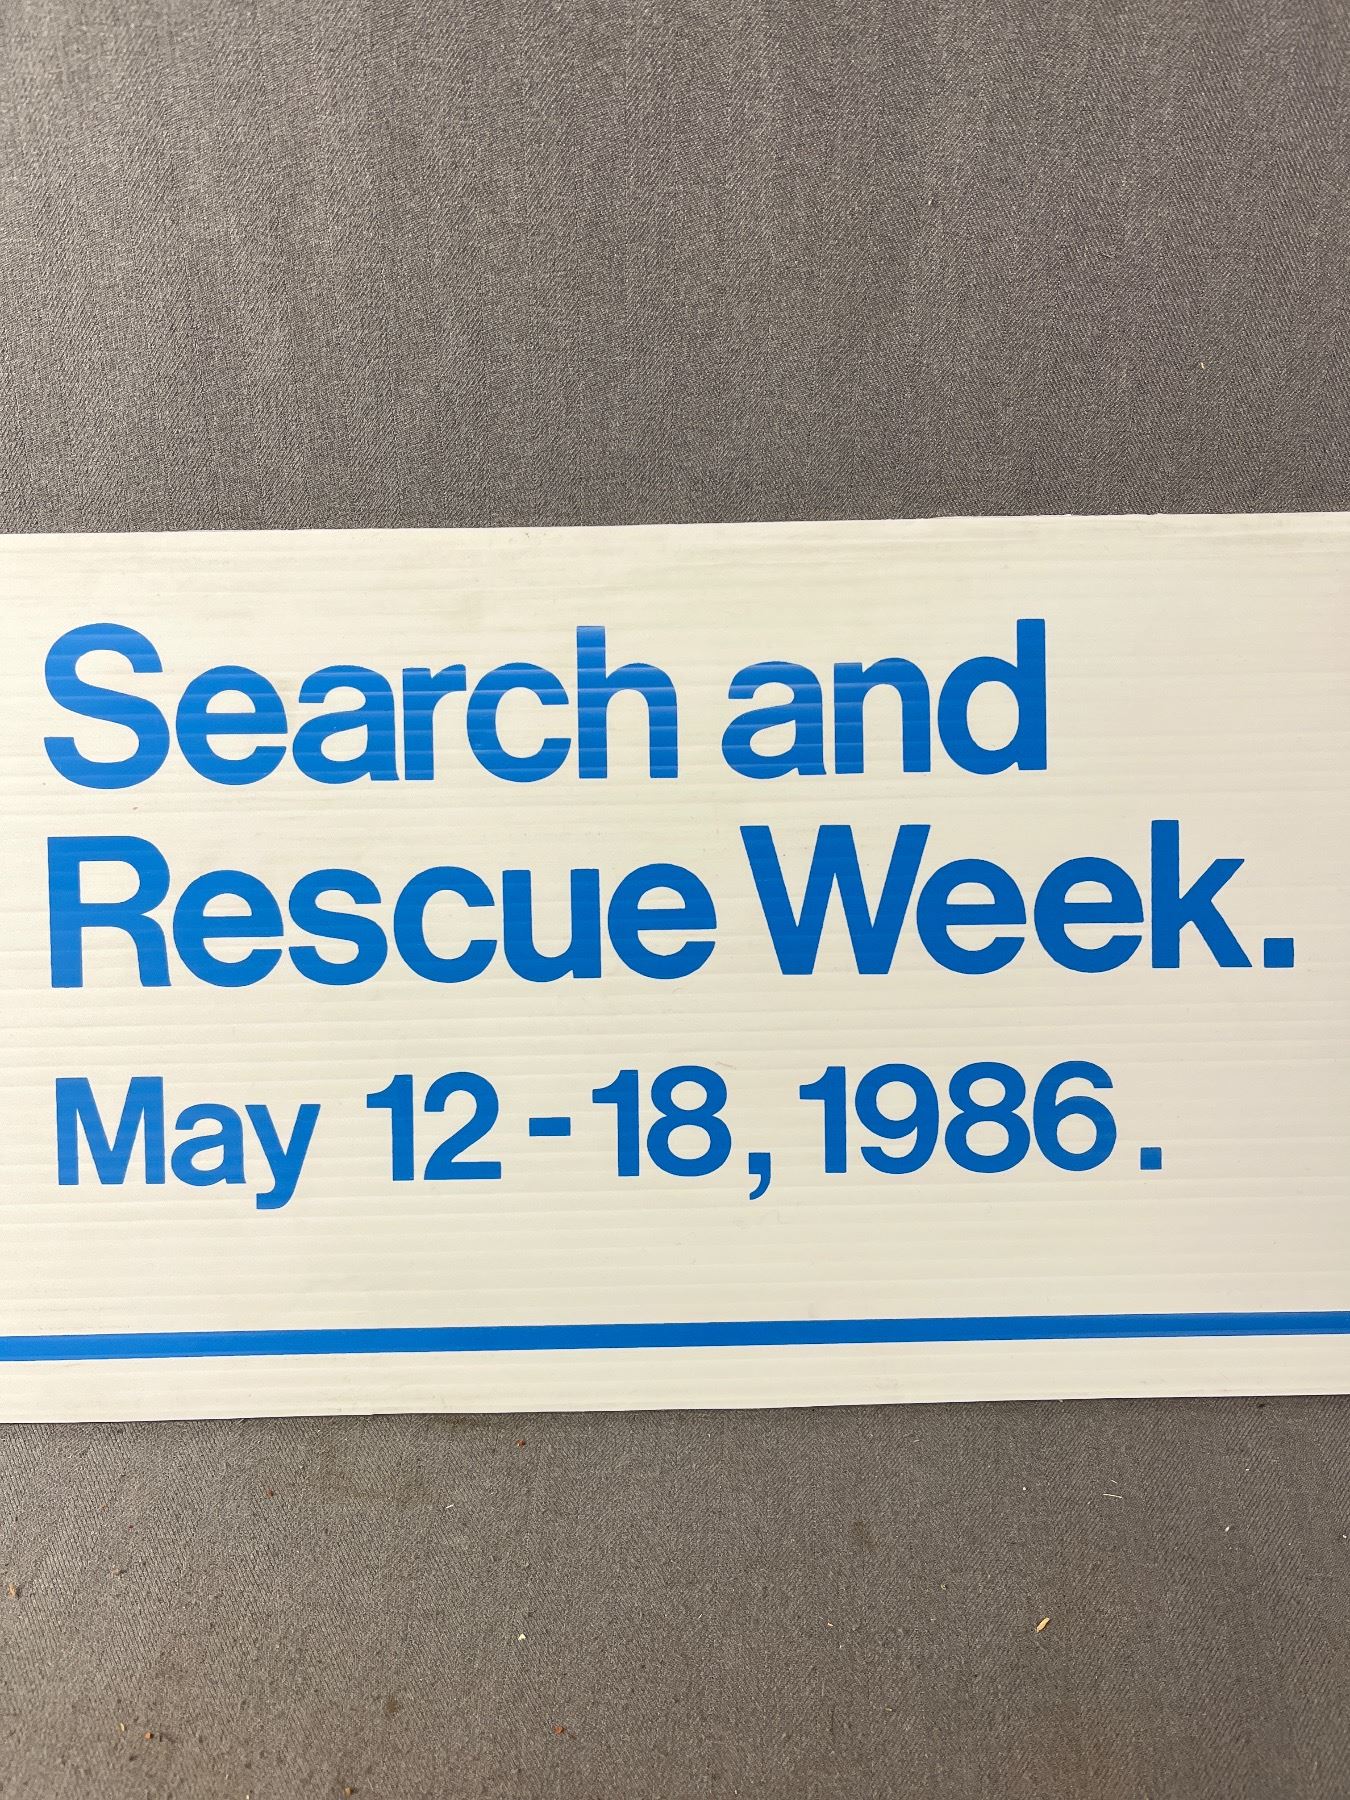 Search and
Rescue Week.
May 12-18, 1986.